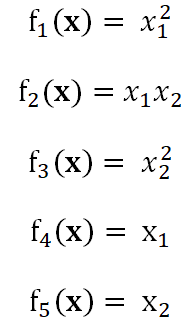 f₁(𝐱) = x₁²
f₂(𝐱) = x₁x₂
f₃(𝐱) = x₂²
f₄(𝐱) = x₁
f₅(𝐱) = x₂